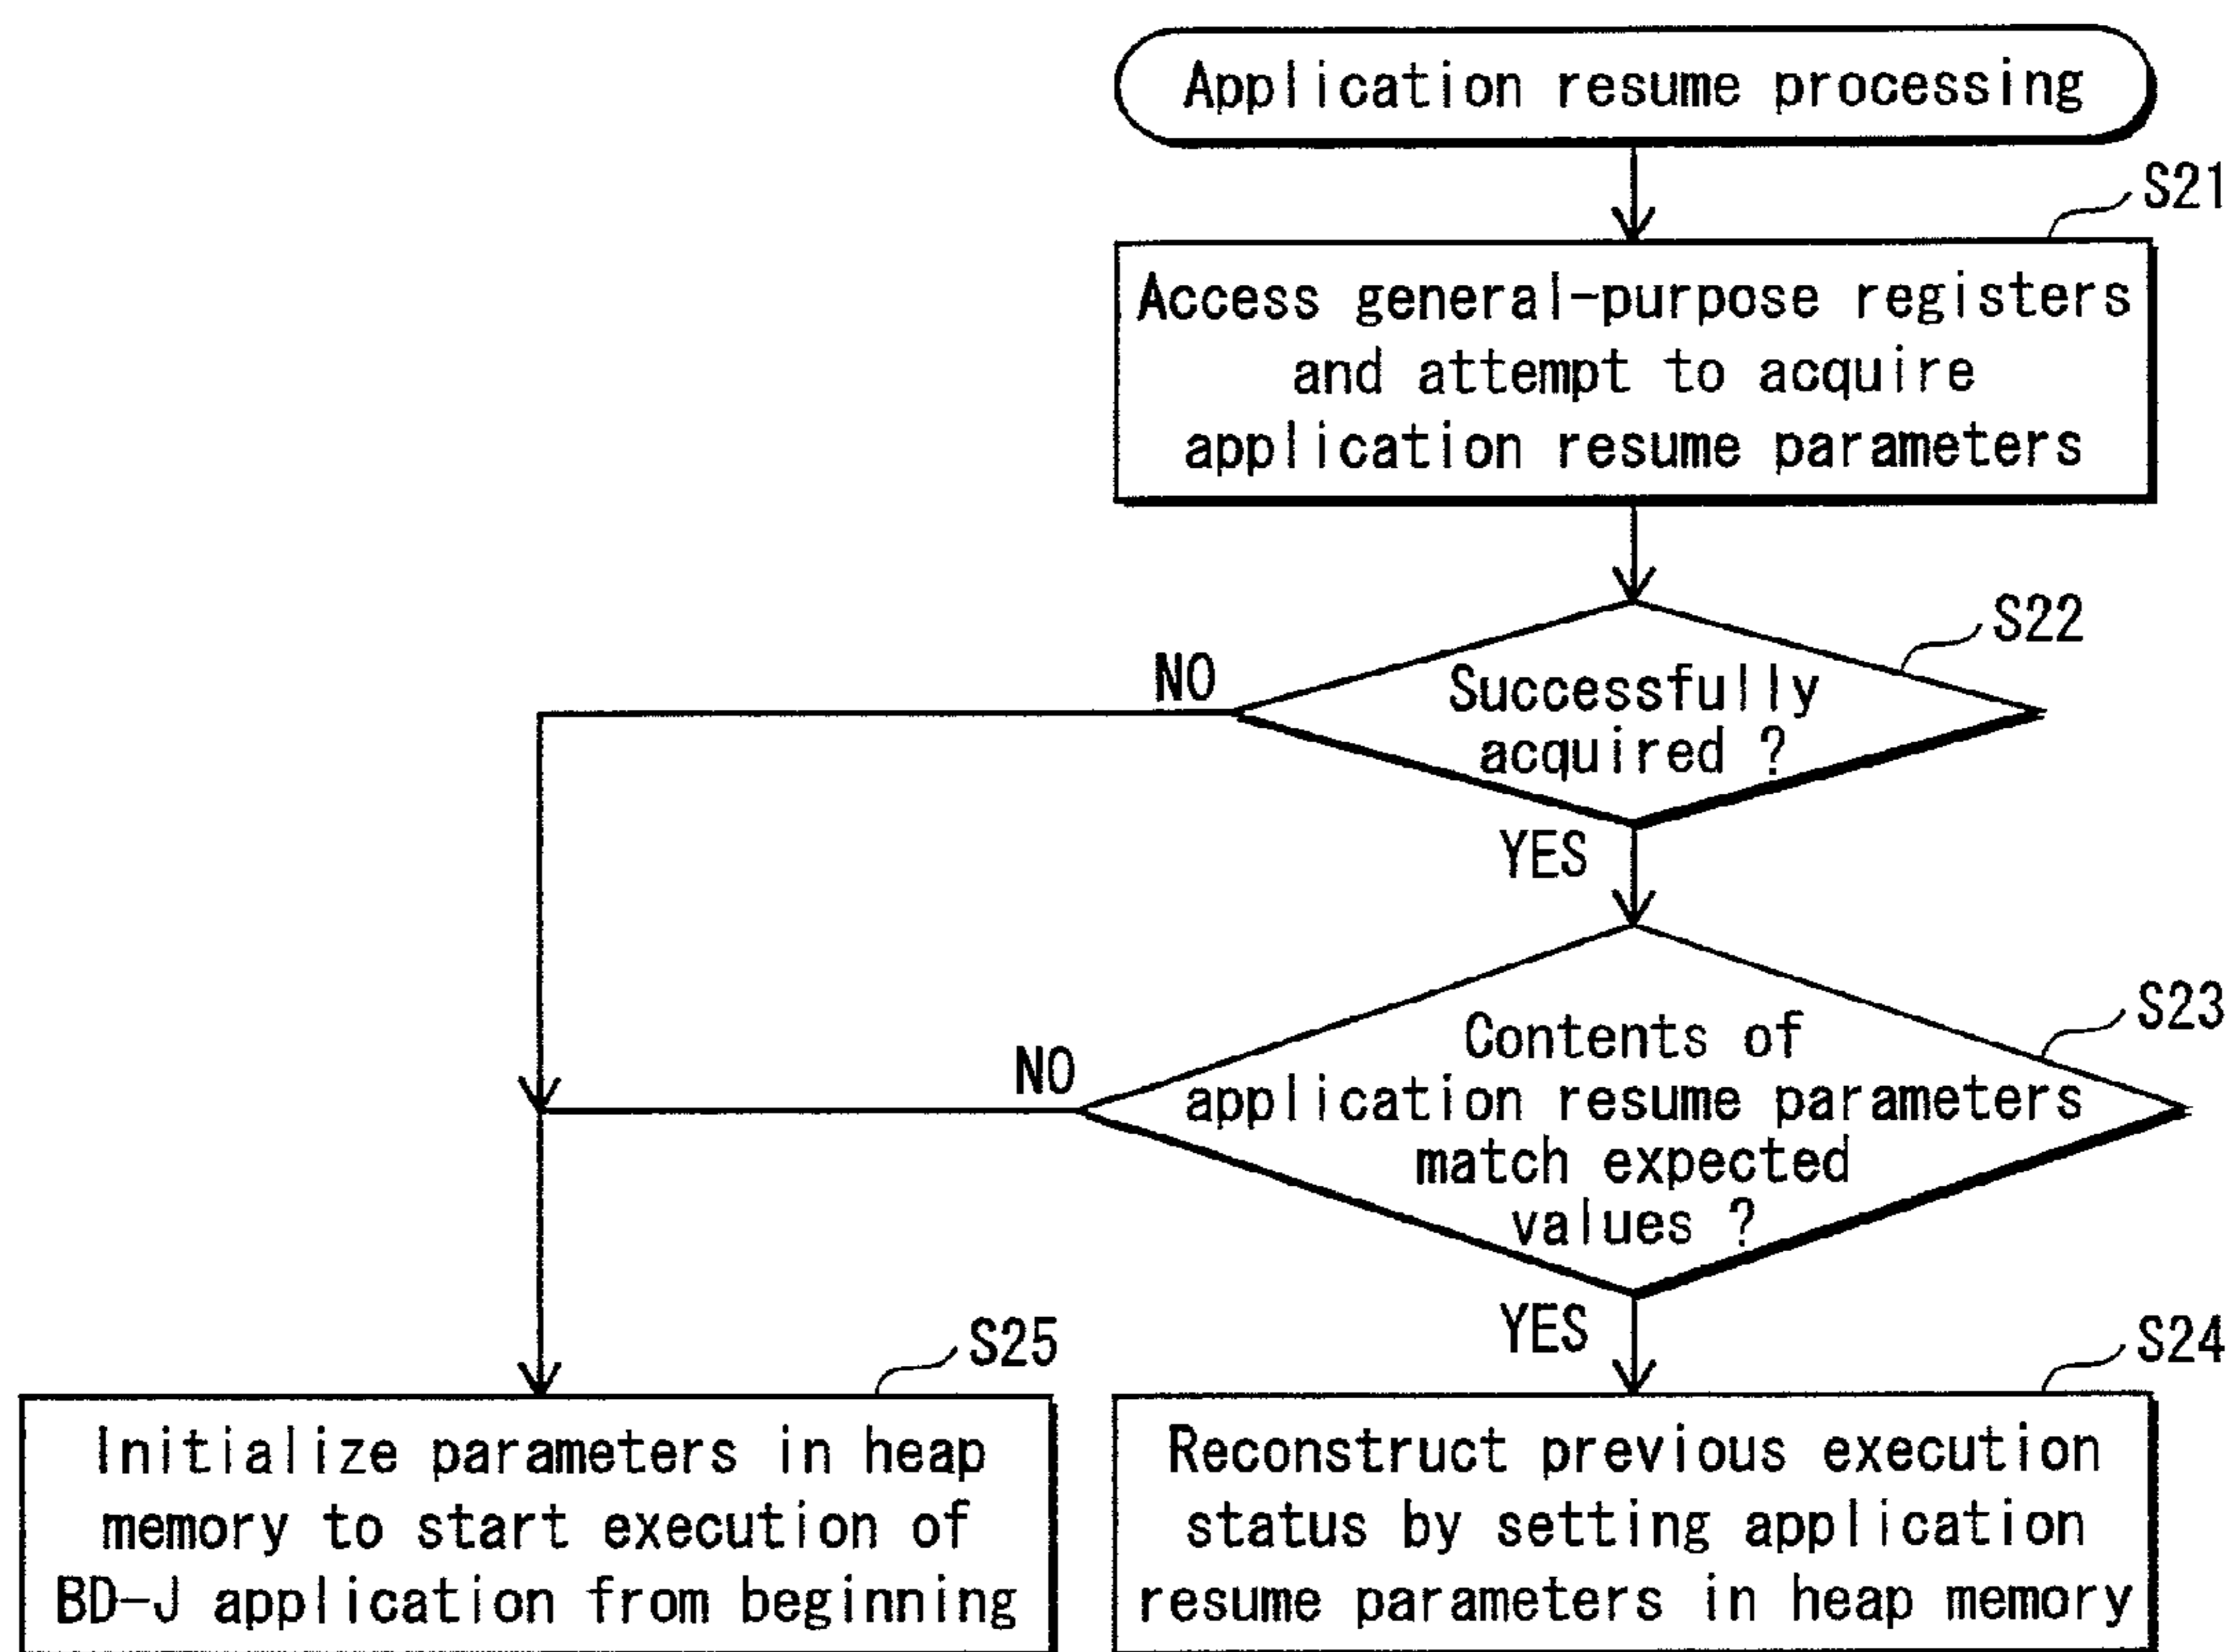 Application resume processing
S21
Access general-purpose registers
and attempt to acquire
application resume parameters
S22
NO
Successfully
acquired ?
YES
S23
NO
Contents of
application resume parameters
match expected
values ?
YES
S25
S24
Initialize parameters in heap
memory to start execution of
BD-J application from beginning
Reconstruct previous execution
status by setting application
resume parameters in heap memory